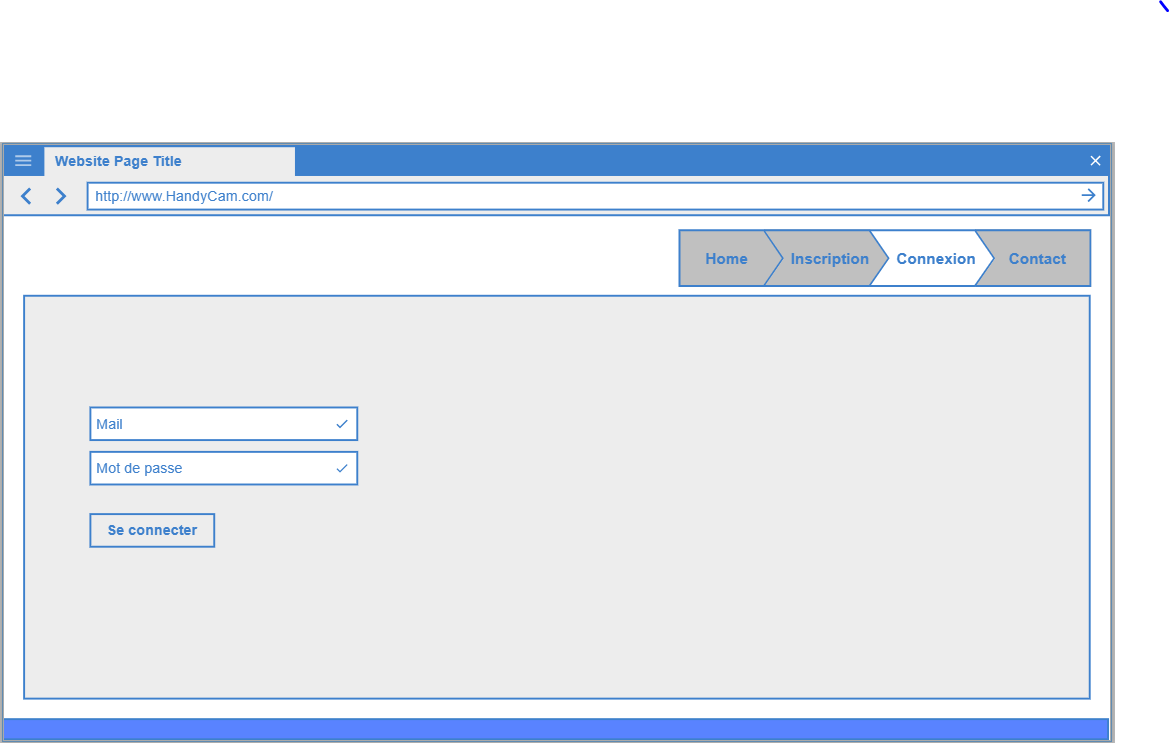 Website Page Title
http://www.HandyCam.com/
Home Inscription Connexion Contact
Mail
Mot de passe
Se connecter